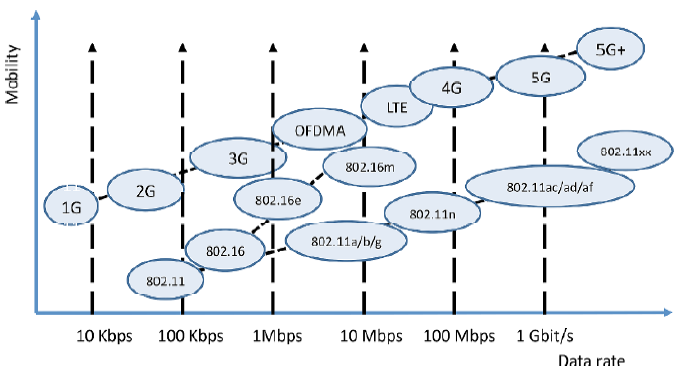 Mobility
5G+
5G
4G
LTE
OFDMA
3G
2G
1G
802.16m
802.16e
802.16
802.11
802.11a/b/g
802.11n
802.11ac/ad/af
802.11xx
10 Kbps
100 Kbps
1Mbps
10 Mbps
100 Mbps
1 Gbit/s
Data rate